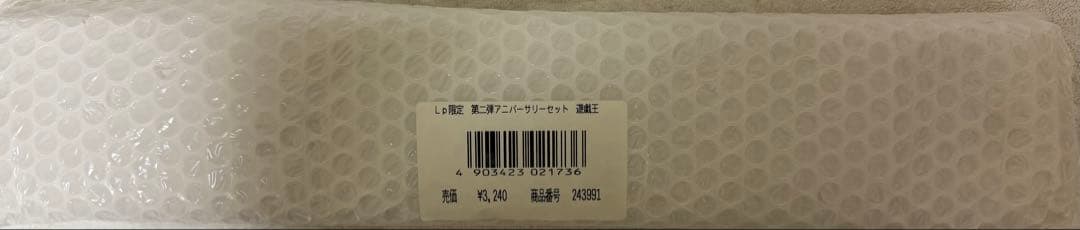 Lp限定 第二弾アニバーサリーセット 遊戯王
4 903423 021736
売価 ¥3,240 商品番号 243991